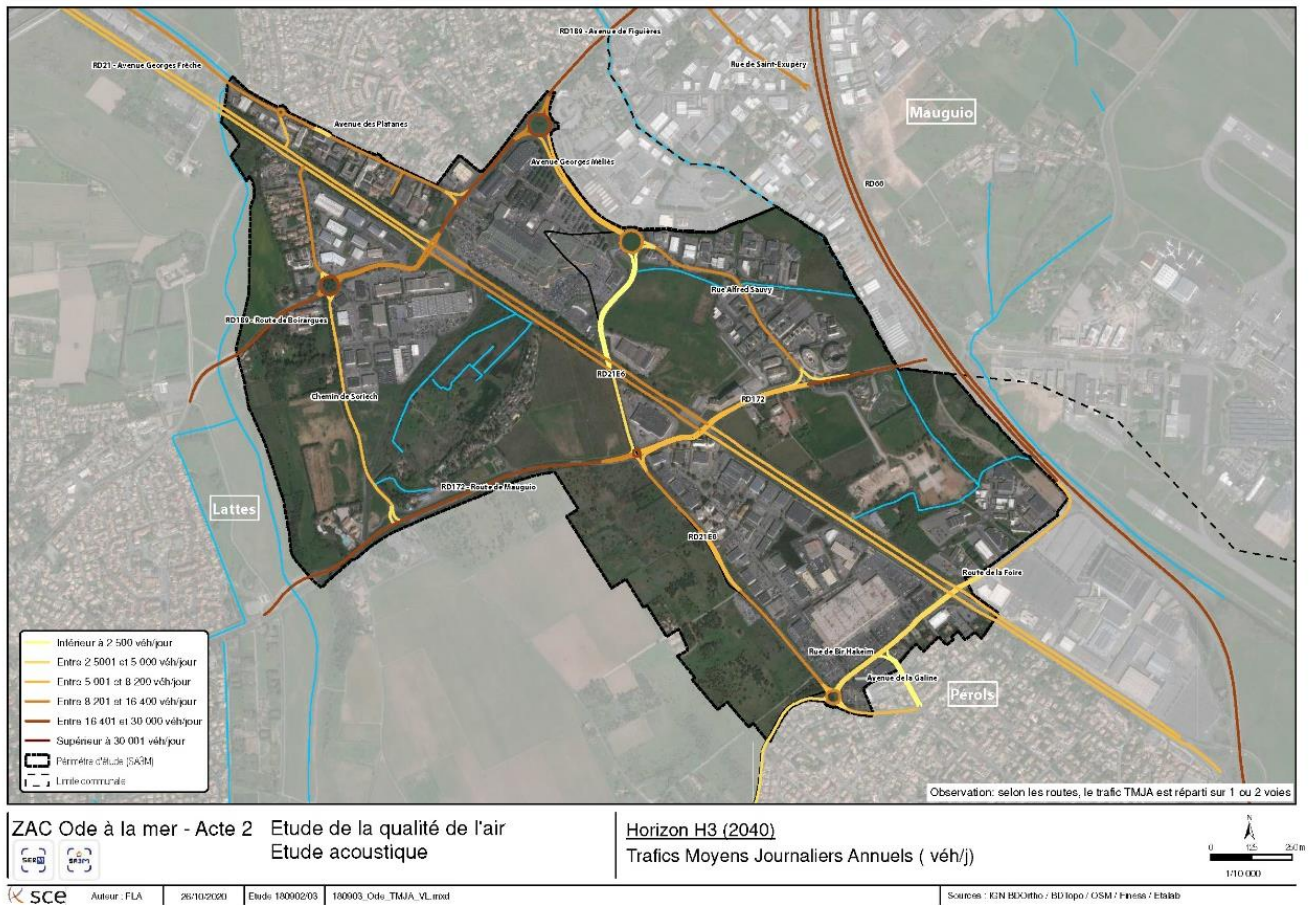 RD189 - Avenue de Figuières
RD21 - Avenue Georges Frêche
Rue de Saint-Exupéry
Mauguio
Avenue des Platanes
Avenue Georges Méliès
RD66
Rue Alfred Sauvy
RD189 - Route de Boirargues
RD21E6
Chemin de Soriech
RD172
RD172 - Route de Mauguio
Lattes
RD21E8
Route de la Foire
Rue de Bir Hakeim
Avenue de la Galine
Pérols
Inférieur à 2 500 véh/jour
Entre 2 5001 et 5 000 véh/jour
Entre 5 001 et 8 200 véh/jour
Entre 8 201 et 16 400 véh/jour
Entre 16 401 et 30 000 véh/jour
Supérieur à 30 001 véh/jour
Périmètre d'étude (SA3M)
Limite communale
Observation: selon les routes, le trafic TMJA est réparti sur 1 ou 2 voies
ZAC Ode à la mer - Acte 2
Etude de la qualité de l'air
Etude acoustique
Horizon H3 (2040)
Trafics Moyens Journaliers Annuels ( véh/j)
N
0 125 250 m
1/10 000
SERM
SA3M
sce
Auteur : PLA
26/10/2020
Etude 180902/03
180903_Ode_TMJA_VL.mxd
Sources : IGN BDOrtho / BDTopo / OSM / Finess / Etalab